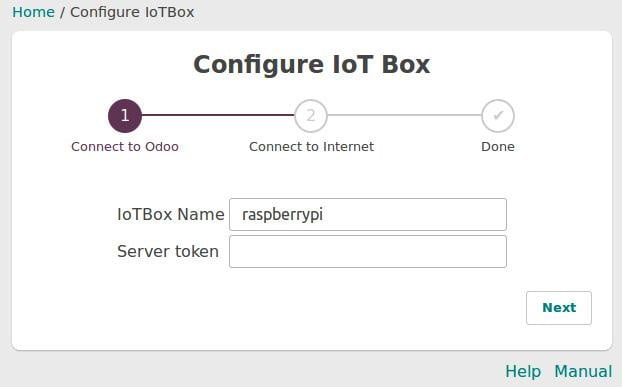 Home / Configure IoTBox
Configure IoT Box
1 2 ✔
Connect to Odoo Connect to Internet Done
IoTBox Name raspberrypi
Server token
Next
Help Manual